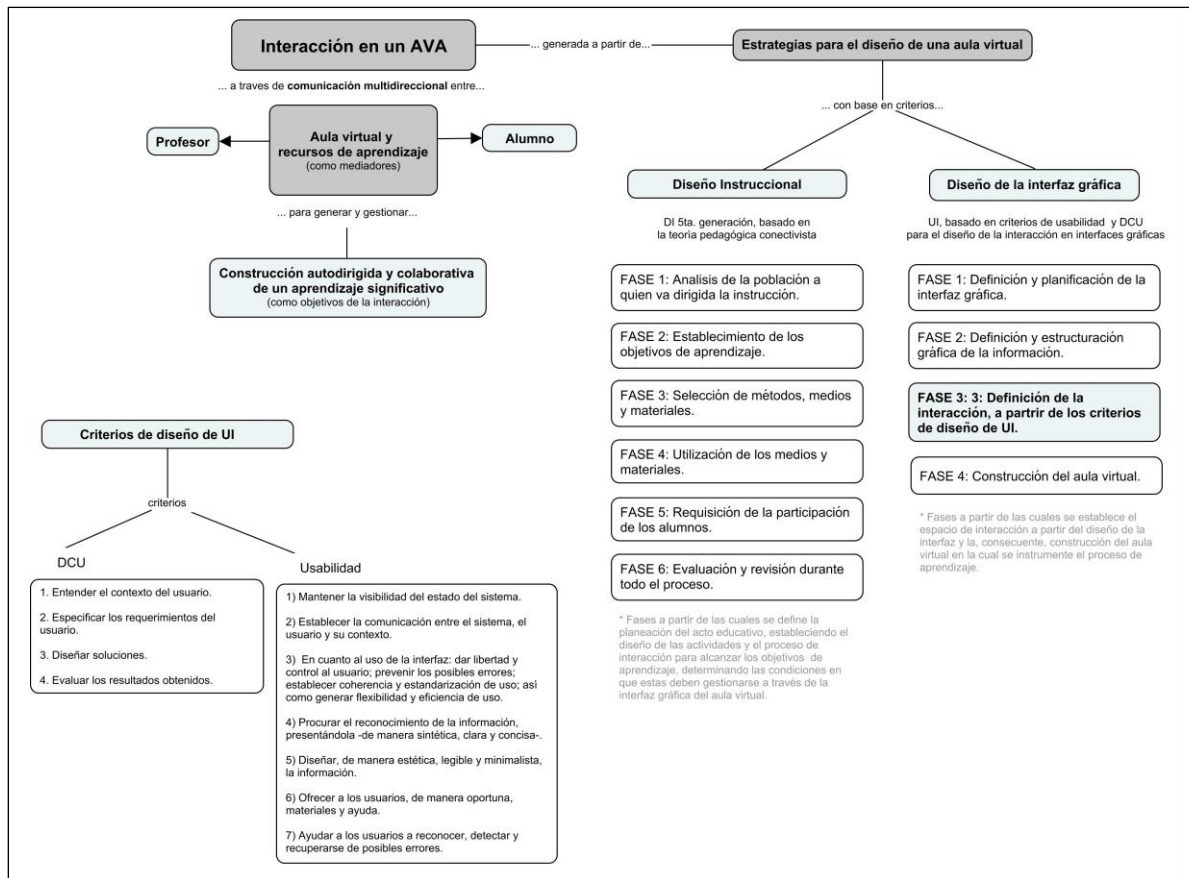 Interacción en un AVA
... generada a partir de...
Estrategias para el diseño de una aula virtual
... a traves de comunicación multidireccional entre...
Profesor
Aula virtual y
recursos de aprendizaje
(como mediadores)
Alumno
... para generar y gestionar...
Construcción autodirigida y colaborativa
de un aprendizaje significativo
(como objetivos de la interacción)
... con base en criterios...
Diseño Instruccional
DI 5ta. generación, basado en
la teoría pedagógica conectivista
FASE 1: Analisis de la población a
quien va dirigida la instrucción.
FASE 2: Establecimiento de los
objetivos de aprendizaje.
FASE 3: Selección de métodos, medios
y materiales.
FASE 4: Utilización de los medios y
materiales.
FASE 5: Requisición de la participación
de los alumnos.
FASE 6: Evaluación y revisión durante
todo el proceso.
* Fases a partir de las cuales se define la
planeación del acto educativo, estableciendo el
diseño de las actividades y el proceso de
interacción para alcanzar los objetivos de
aprendizaje, determinando las condiciones en
que estas deben gestionarse a través de la
interfaz gráfica del aula virtual.
Diseño de la interfaz gráfica
UI, basado en criterios de usabilidad y DCU
para el diseño de la interacción en interfaces gráficas
FASE 1: Definición y planificación de la
interfaz gráfica.
FASE 2: Definición y estructuración
gráfica de la información.
FASE 3: 3: Definición de la
interacción, a partrir de los criterios
de diseño de UI.
FASE 4: Construcción del aula virtual.
* Fases a partir de las cuales se establece el
espacio de interacción a partir del diseño de la
interfaz y la, consecuente, construcción del aula
virtual en la cual se instrumente el proceso de
aprendizaje.
Criterios de diseño de UI
criterios
DCU
1. Entender el contexto del usuario.
2. Especificar los requerimientos del
usuario.
3. Diseñar soluciones.
4. Evaluar los resultados obtenidos.
Usabilidad
1) Mantener la visibilidad del estado del sistema.
2) Establecer la comunicación entre el sistema, el
usuario y su contexto.
3) En cuanto al uso de la interfaz: dar libertad y
control al usuario; prevenir los posibles errores;
establecer coherencia y estandarización de uso; así
como generar flexibilidad y eficiencia de uso.
4) Procurar el reconocimiento de la información,
presentándola -de manera sintética, clara y concisa-.
5) Diseñar, de manera estética, legible y minimalista,
la información.
6) Ofrecer a los usuarios, de manera oportuna,
materiales y ayuda.
7) Ayudar a los usuarios a reconocer, detectar y
recuperarse de posibles errores.